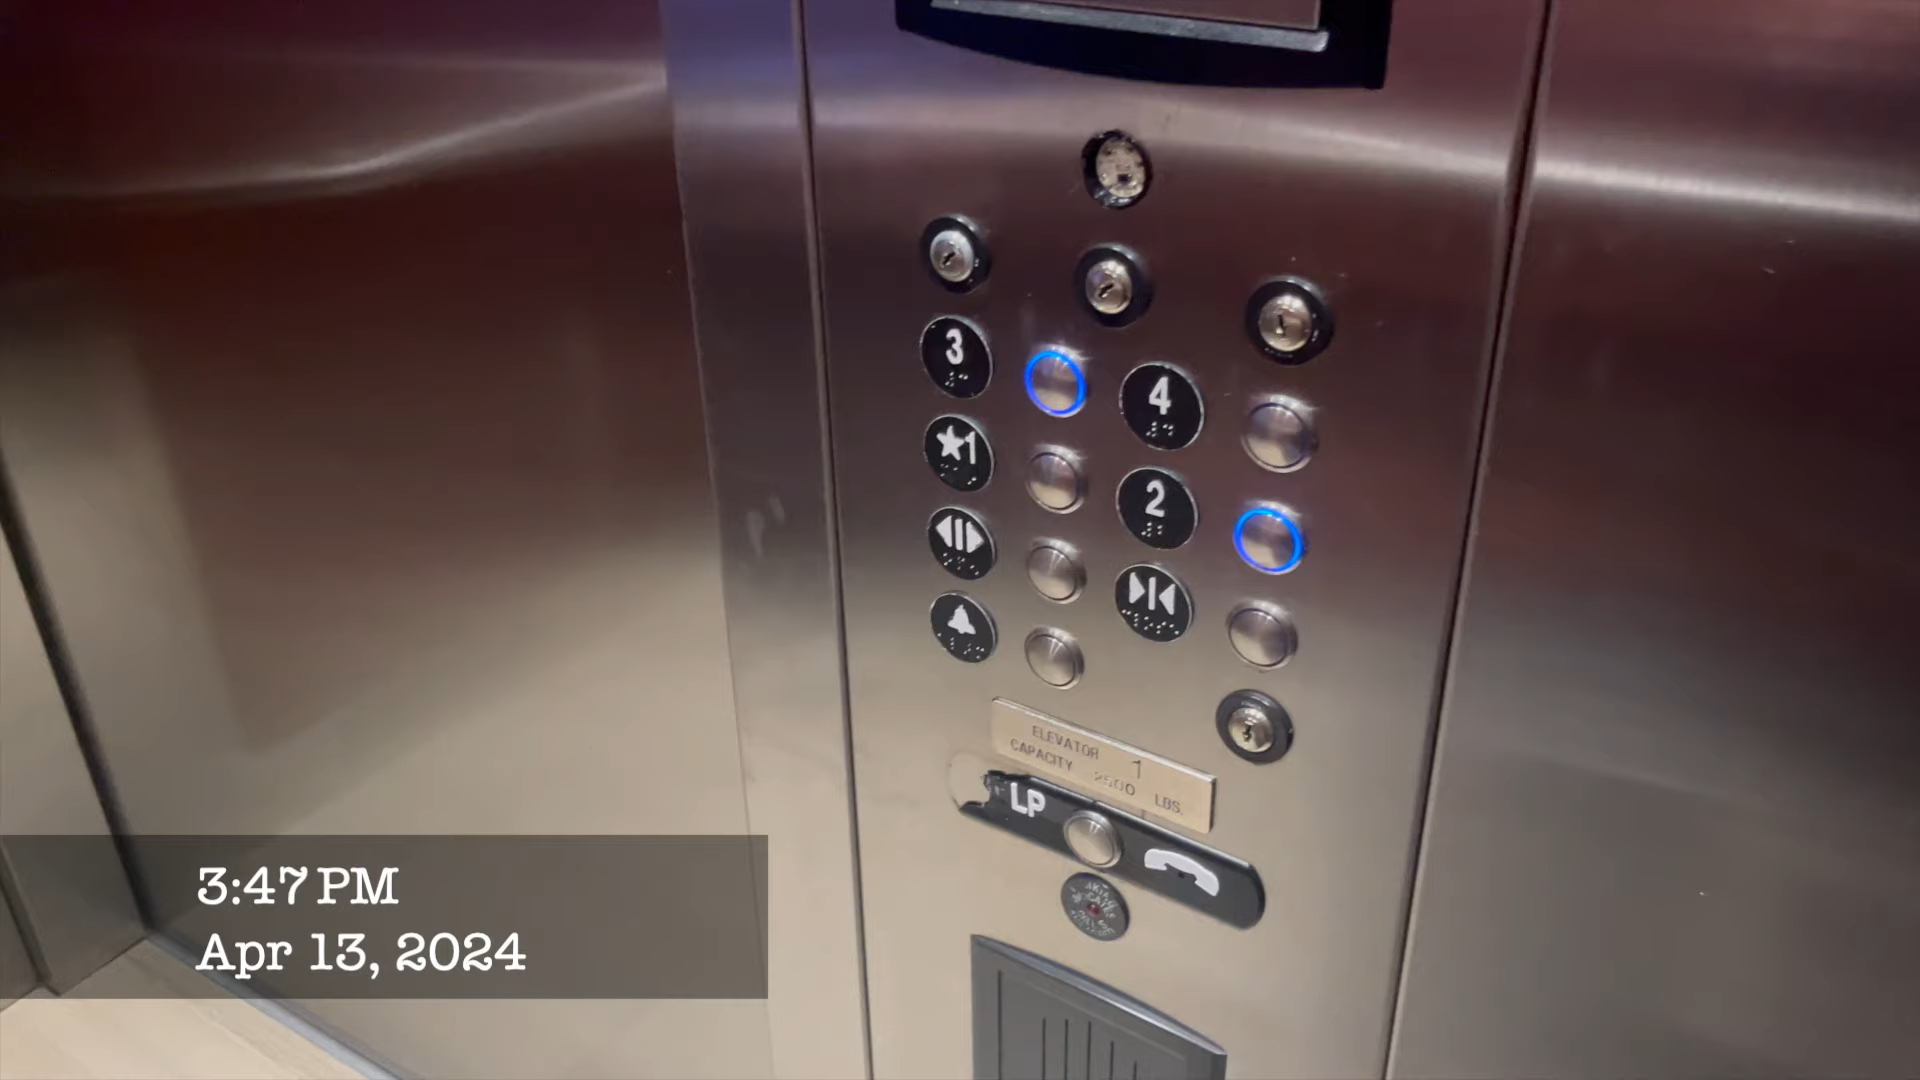 3
4
★1
2
ELEVATOR 1
CAPACITY 2500 LBS.
LP
3:47 PM
Apr 13, 2024